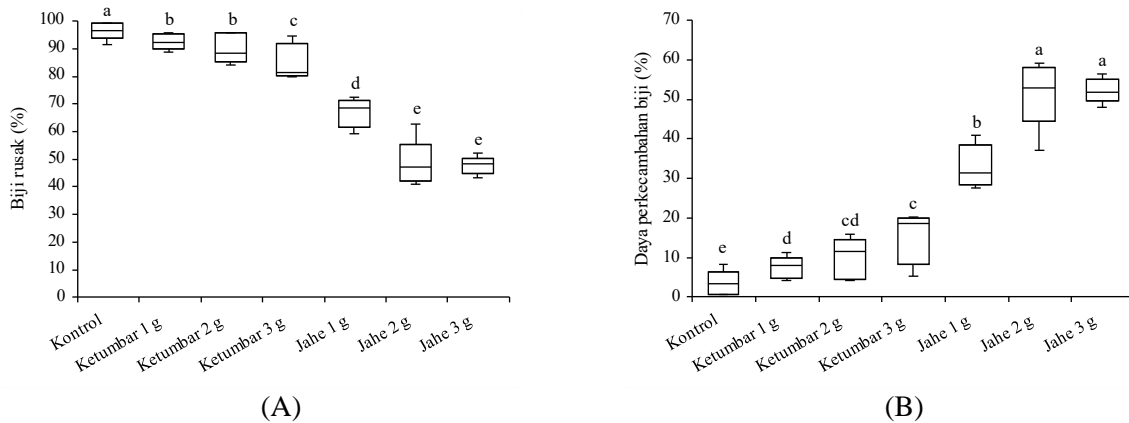 100
90
80
70
60
50
40
30
20
10
0
Biji rusak (%)
a
b
b
c
d
e
e
Kontrol
Ketumbar 1 g
Ketumbar 2 g
Ketumbar 3 g
Jahe 1 g
Jahe 2 g
Jahe 3 g
(A)
70
60
50
40
30
20
10
0
Daya perkecambahan biji (%)
e
d
cd
c
b
a
a
Kontrol
Ketumbar 1 g
Ketumbar 2 g
Ketumbar 3 g
Jahe 1 g
Jahe 2 g
Jahe 3 g
(B)